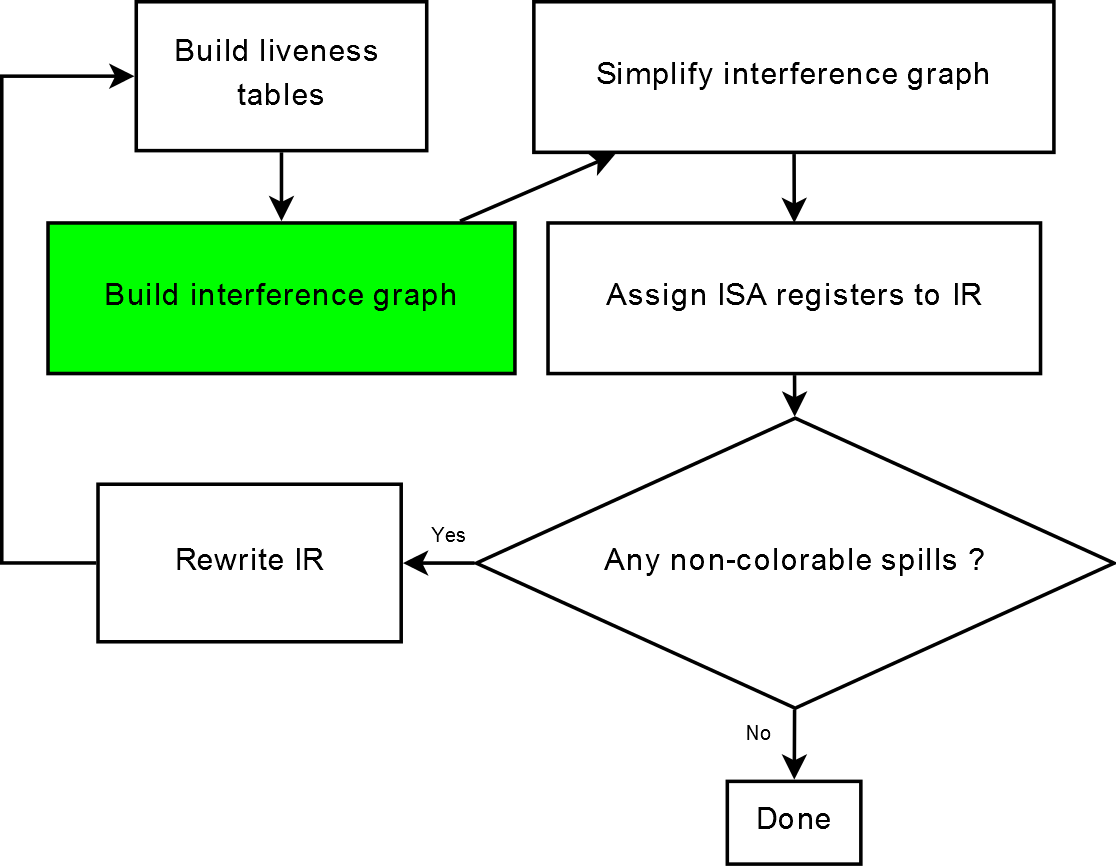 Build liveness
tables
Simplify interference graph
Build interference graph
Assign ISA registers to IR
Any non-colorable spills ?
Yes
Rewrite IR
No
Done